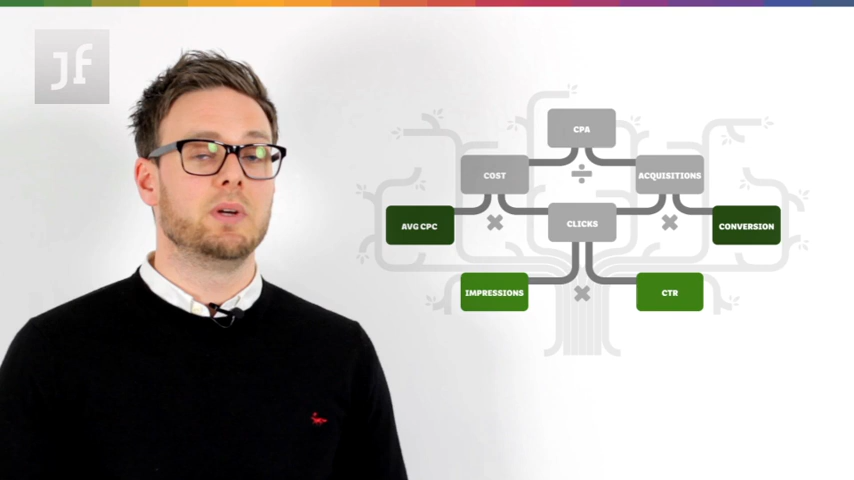 jf
CPA
COST
ACQUISITIONS
AVG CPC
CLICKS
CONVERSION
IMPRESSIONS
CTR